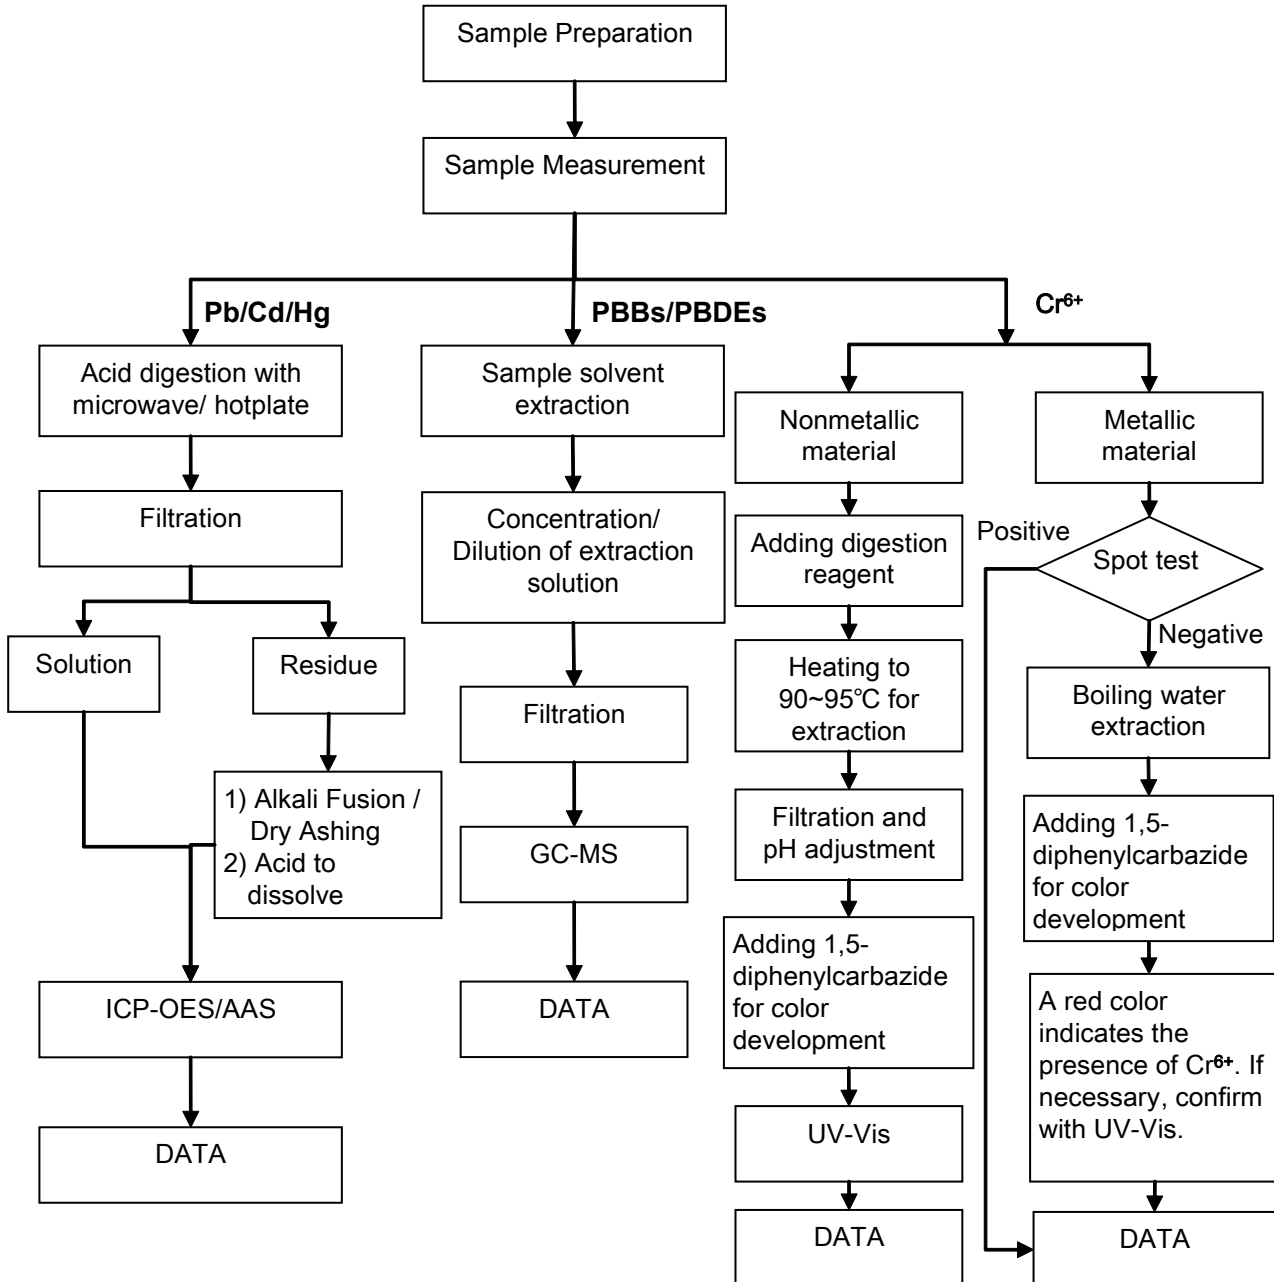 Sample Preparation
Sample Measurement
Pb/Cd/Hg
PBBs/PBDEs
Cr⁶⁺
Acid digestion with
microwave/ hotplate
Filtration
Solution
Residue
1) Alkali Fusion /
Dry Ashing
2) Acid to
dissolve
ICP-OES/AAS
DATA
Sample solvent
extraction
Concentration/
Dilution of extraction
solution
Filtration
GC-MS
DATA
Nonmetallic
material
Adding digestion
reagent
Heating to
90~95℃ for
extraction
Filtration and
pH adjustment
Adding 1,5-
diphenylcarbazide
for color
development
UV-Vis
DATA
Metallic
material
Positive
Spot test
Negative
Boiling water
extraction
Adding 1,5-
diphenylcarbazide
for color
development
A red color
indicates the
presence of Cr⁶⁺. If
necessary, confirm
with UV-Vis.
DATA